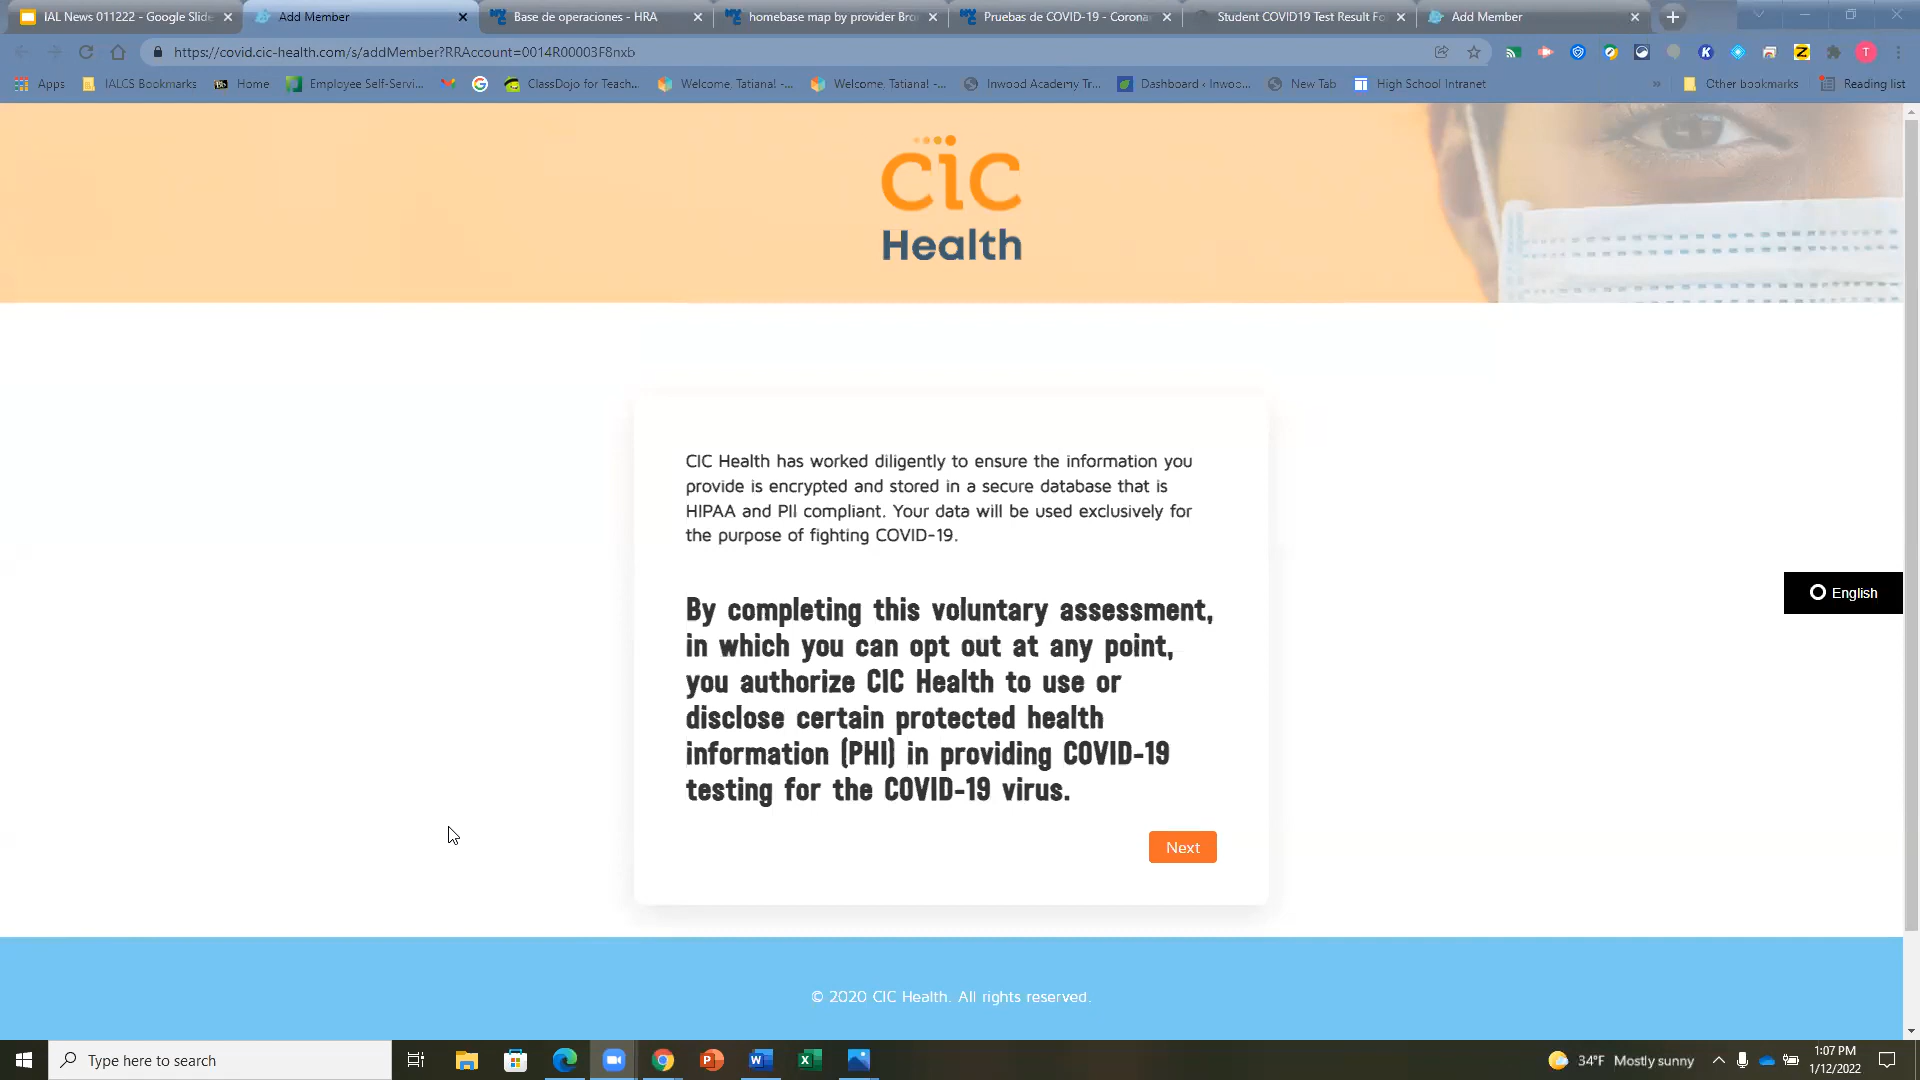 IAL News 011222 - Google Slide
Add Member
Base de operaciones - HRA
homebase map by provider Bro
Pruebas de COVID-19 - Corona
Student COVID19 Test Result Fo
Add Member
https://covid.cic-health.com/s/addMember?RRAccount=0014R00003F8nxb
T
Apps
IALCS Bookmarks
Home
Employee Self-Servi...
ClassDojo for Teach...
Welcome, Tatiana! -...
Welcome, Tatiana! -...
Inwood Academy Tr...
Dashboard ‹ Inwoo...
New Tab
High School Intranet
»
Other bookmarks
Reading list
cic
Health
CIC Health has worked diligently to ensure the information you
provide is encrypted and stored in a secure database that is
HIPAA and PII compliant. Your data will be used exclusively for
the purpose of fighting COVID-19.
By completing this voluntary assessment,
in which you can opt out at any point,
you authorize CIC Health to use or
disclose certain protected health
information (PHI) in providing COVID-19
testing for the COVID-19 virus.
Next
English
© 2020 CIC Health. All rights reserved.
Type here to search
34°F Mostly sunny
1:07 PM
1/12/2022